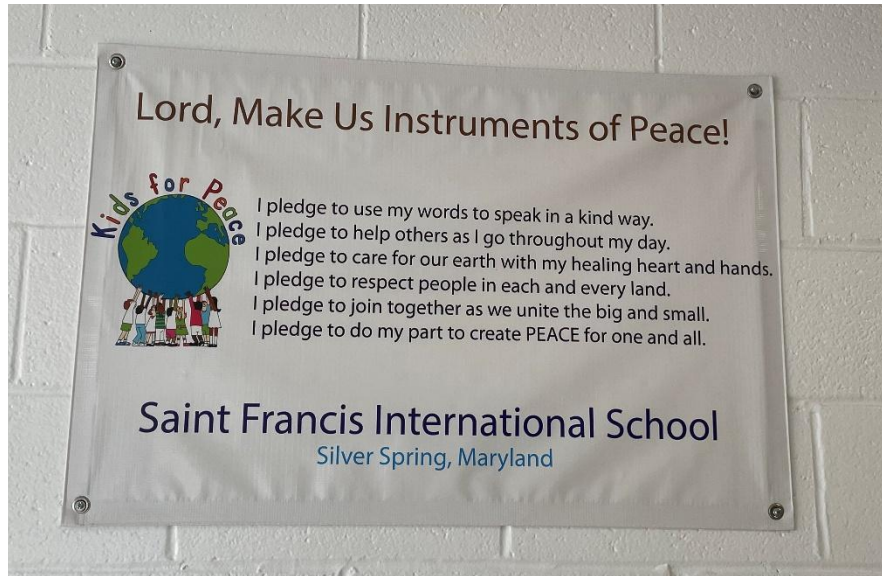 Lord, Make Us Instruments of Peace!
Kids for Peace
I pledge to use my words to speak in a kind way.
I pledge to help others as I go throughout my day.
I pledge to care for our earth with my healing heart and hands.
I pledge to respect people in each and every land.
I pledge to join together as we unite the big and small.
I pledge to do my part to create PEACE for one and all.
Saint Francis International School
Silver Spring, Maryland